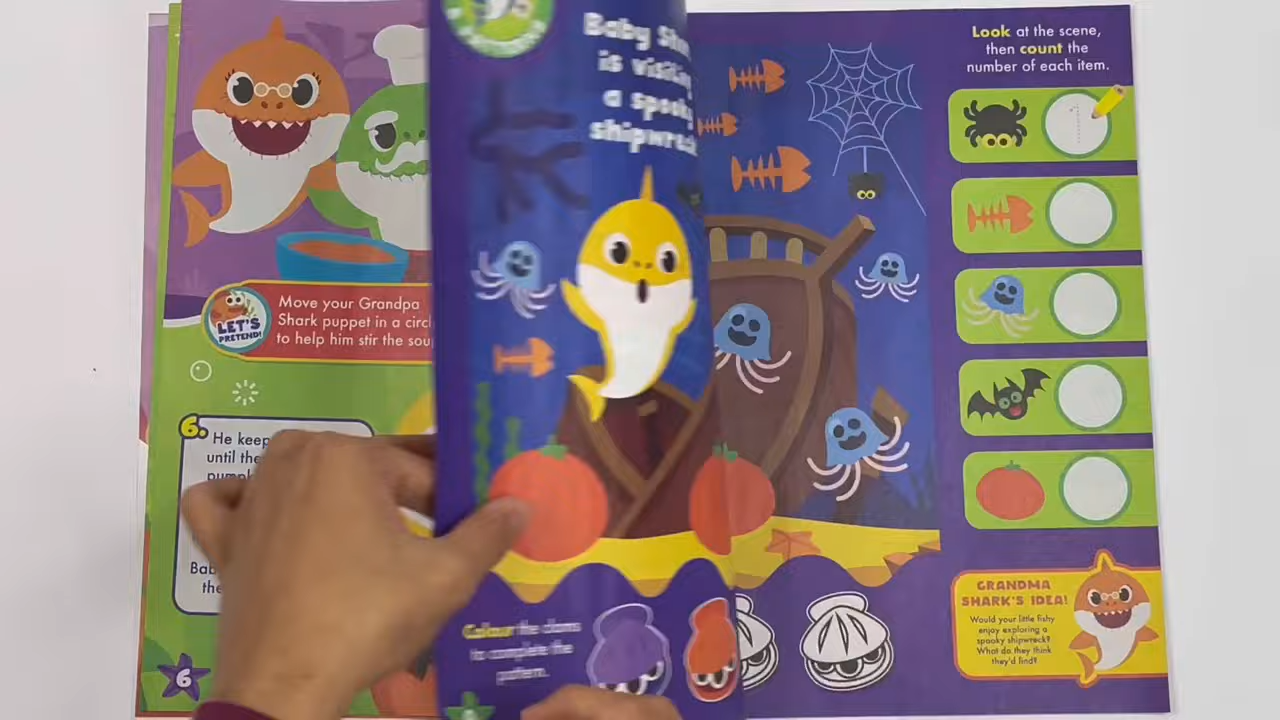 Move your Grandpa
Shark puppet in a circl
to help him stir the sou
LET'S
PRETEND!
6.
He keep
until the
pumpk
Bab
the
6
Baby
is visiting
a spooky
shipwrec
Colour the clams
to complete the
pattern.
Look at the scene,
then count the
number of each item.
GRANDMA
SHARK'S IDEA!
Would your little fishy
enjoy exploring a
spooky shipwreck?
What do they think
they'd find?